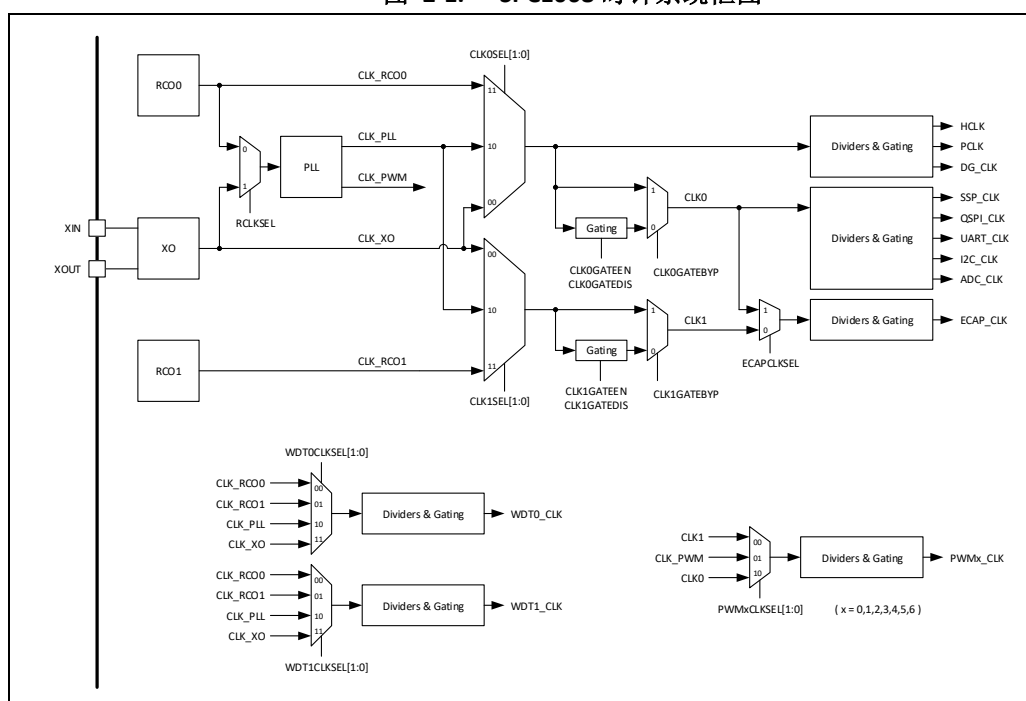 CLK0SEL[1:0]
RCO0
CLK_RCO0
11
HCLK
CLK_PLL
10
Dividers & Gating
PCLK
0
PLL
DG_CLK
1
CLK_PWM
RCLKSEL
00
1
CLK0
SSP_CLK
XIN
XO
CLK_XO
Gating
0
QSPI_CLK
00
Dividers & Gating
UART_CLK
XOUT
CLK0GATEEN
CLK0GATEDIS
CLK0GATEBYP
I2C_CLK
ADC_CLK
10
1
CLK1
1
0
Dividers & Gating
ECAP_CLK
Gating
0
RCO1
CLK_RCO1
11
ECAPCLKSEL
CLK1GATEEN
CLK1GATEDIS
CLK1GATEBYP
CLK1SEL[1:0]
WDT0CLKSEL[1:0]
CLK_RCO0
00
CLK_RCO1
01
Dividers & Gating
WDT0_CLK
CLK_PLL
10
CLK_XO
11
CLK_RCO0
00
CLK_RCO1
01
Dividers & Gating
WDT1_CLK
CLK_PLL
10
CLK_XO
11
WDT1CLKSEL[1:0]
CLK1
00
CLK_PWM
01
Dividers & Gating
PWMx_CLK
CLK0
10
PWMxCLKSEL[1:0]
( x = 0,1,2,3,4,5,6 )